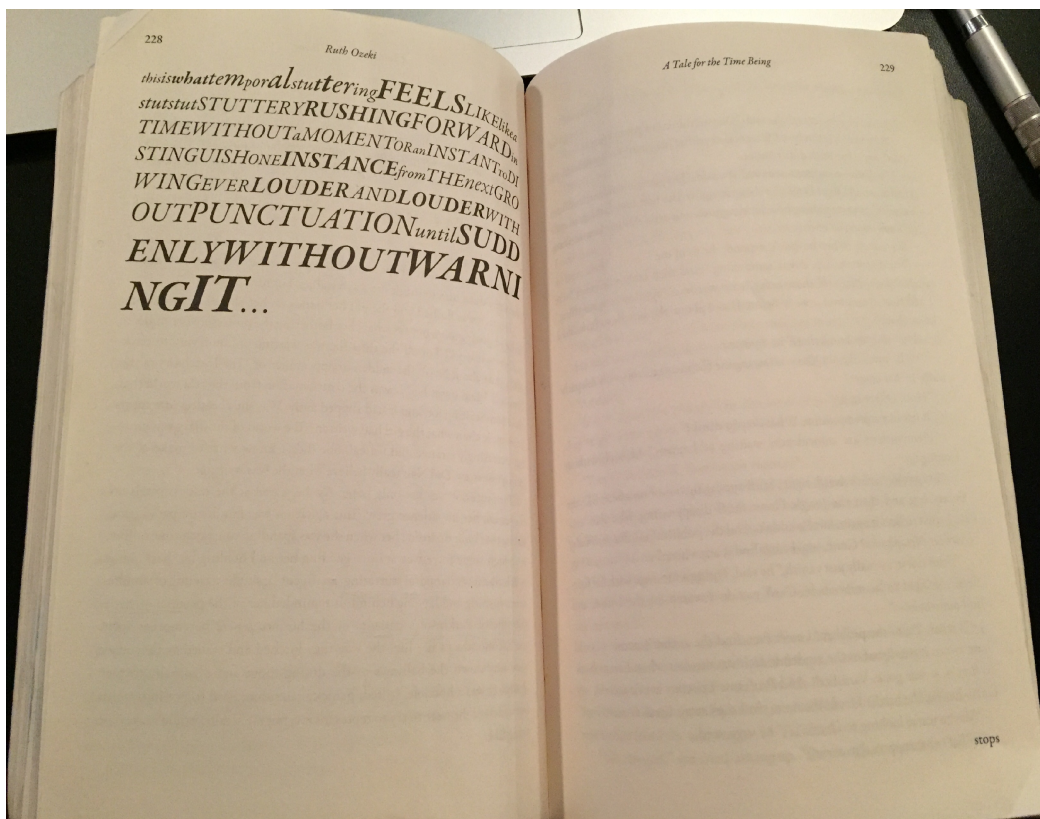 228
Ruth Ozeki
thisiswhattemporalstutteringFEELSLIKElikea
stutstutSTUTTERYRUSHINGFORWARDin
TIMEWITHOUTaMOMENTORanINSTANTtoDI
STINGUISHONEINSTANCEfromTHEnextGRO
WINGEVERLOUDERANDLOUDERWITH
OUTPUNCTUATIONuntilSUDD
ENLYWITHOUTWARNI
NGIT...
A Tale for the Time Being
229
stops